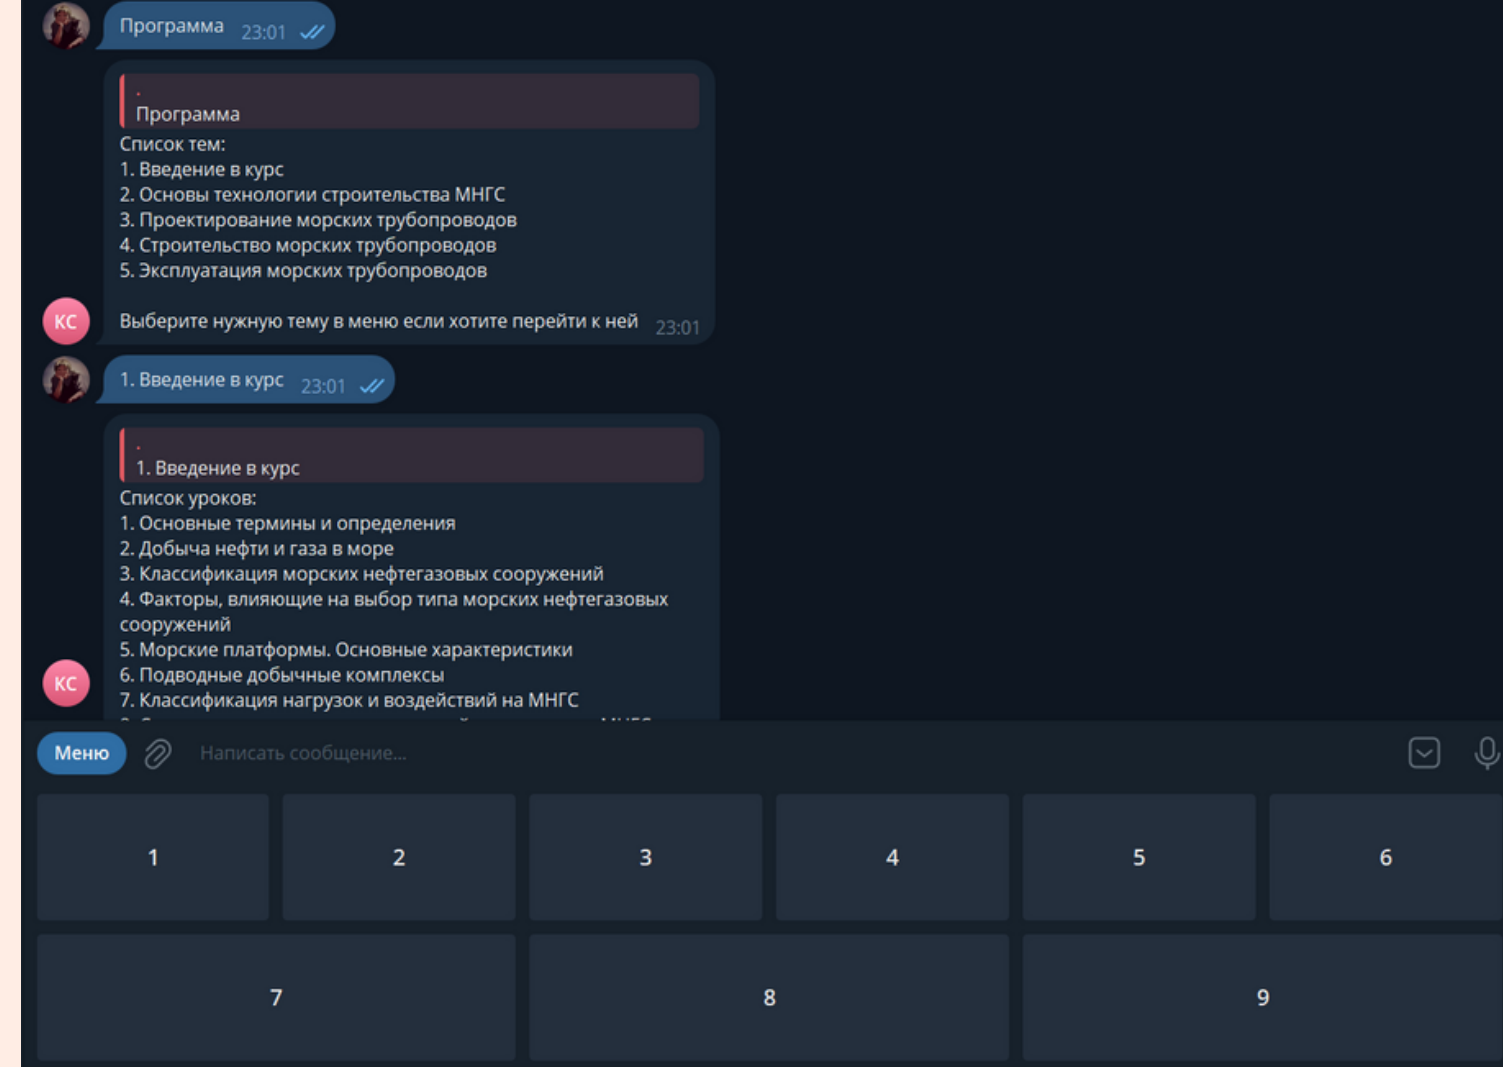 Программа 23:01
.
Программа
Список тем:
1. Введение в курс
2. Основы технологии строительства МНГС
3. Проектирование морских трубопроводов
4. Строительство морских трубопроводов
5. Эксплуатация морских трубопроводов
КС
Выберите нужную тему в меню если хотите перейти к ней 23:01
1. Введение в курс 23:01
.
1. Введение в курс
Список уроков:
1. Основные термины и определения
2. Добыча нефти и газа в море
3. Классификация морских нефтегазовых сооружений
4. Факторы, влияющие на выбор типа морских нефтегазовых
сооружений
5. Морские платформы. Основные характеристики
6. Подводные добычные комплексы
КС
7. Классификация нагрузок и воздействий на МНГС
Меню
Написать сообщение...
1 2 3 4 5 6
7 8 9